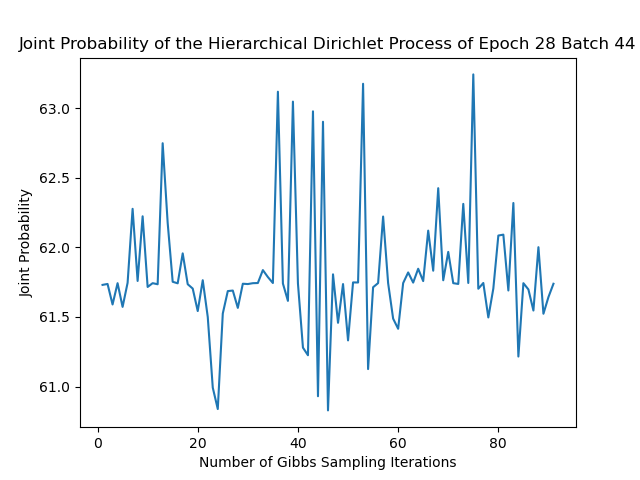 Joint Probability of the Hierarchical Dirichlet Process of Epoch 28 Batch 44
63.0
62.5
62.0
61.5
61.0
Joint Probability
0 20 40 60 80
Number of Gibbs Sampling Iterations